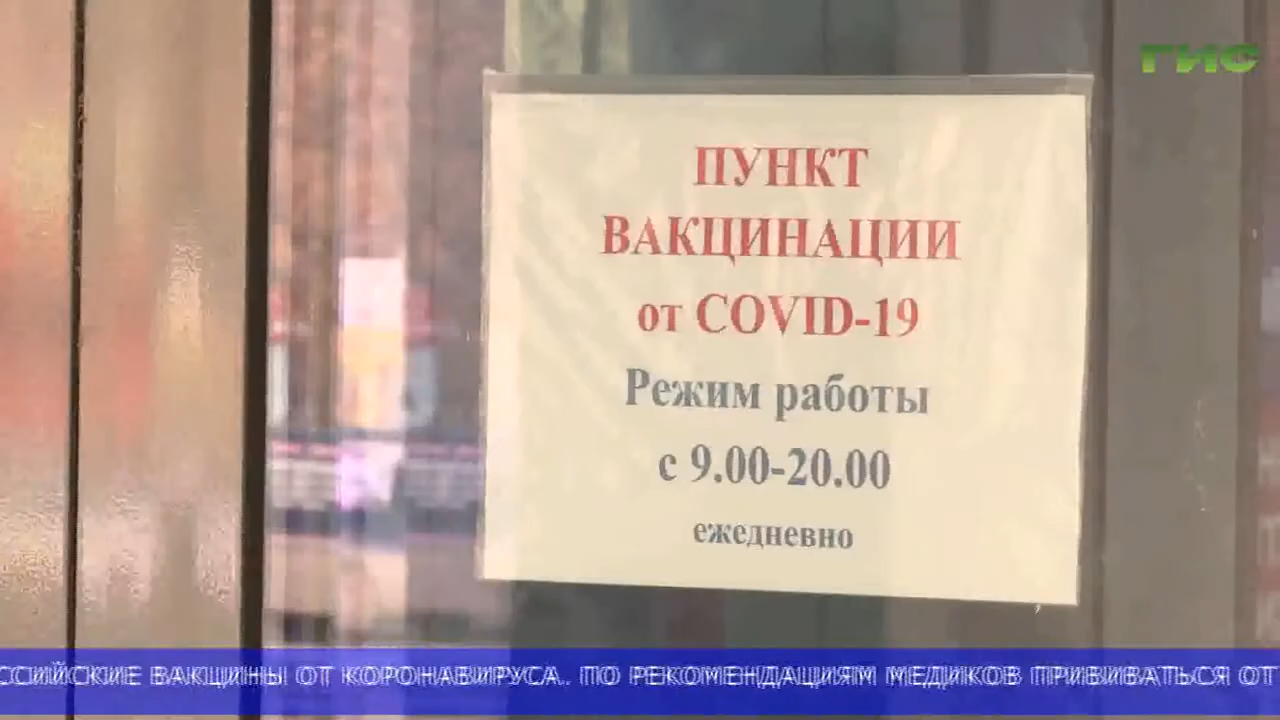 ГИС
ПУНКТ
ВАКЦИНАЦИИ
от COVID-19
Режим работы
с 9.00-20.00
ежедневно
ВАКЦИНЫ ОТ КОРОНАВИРУСА. ПО РЕКОМЕНДАЦИЯМ МЕДИКОВ ПРИВИВАТЬСЯ ОТ